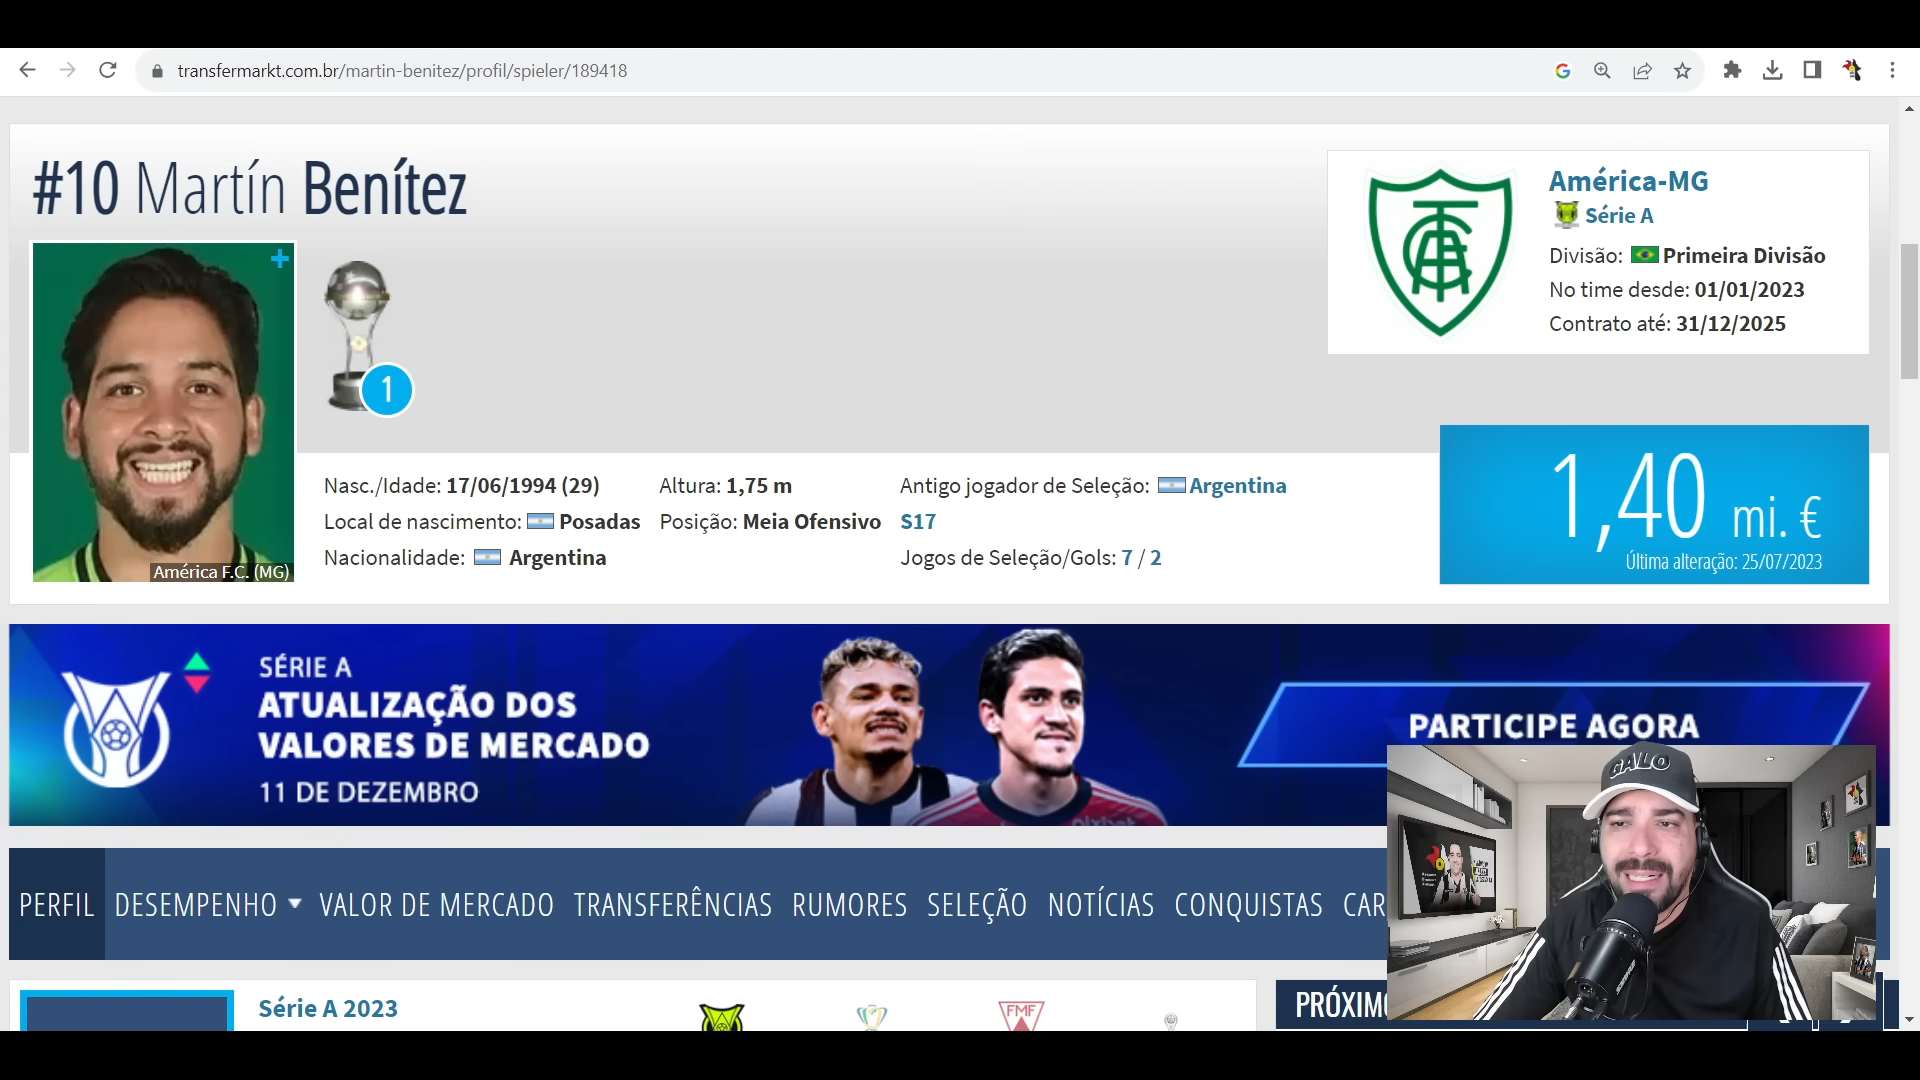 transfermarkt.com.br/martin-benitez/profil/spieler/189418
#10 Martín Benítez
América-MG
Série A
Divisão: Primeira Divisão
No time desde: 01/01/2023
Contrato até: 31/12/2025
1
América F.C. (MG)
Nasc./Idade: 17/06/1994 (29)
Local de nascimento: Posadas
Nacionalidade: Argentina
Altura: 1,75 m
Posição: Meia Ofensivo
Antigo jogador de Seleção: Argentina
S17
Jogos de Seleção/Gols: 7 / 2
1,40 mi. €
Última alteração: 25/07/2023
SÉRIE A
ATUALIZAÇÃO DOS
VALORES DE MERCADO
11 DE DEZEMBRO
PARTICIPE AGORA
GALO
PERFIL DESEMPENHO VALOR DE MERCADO TRANSFERÊNCIAS RUMORES SELEÇÃO NOTÍCIAS CONQUISTAS CAR
Série A 2023
FMF
PRÓXIMO